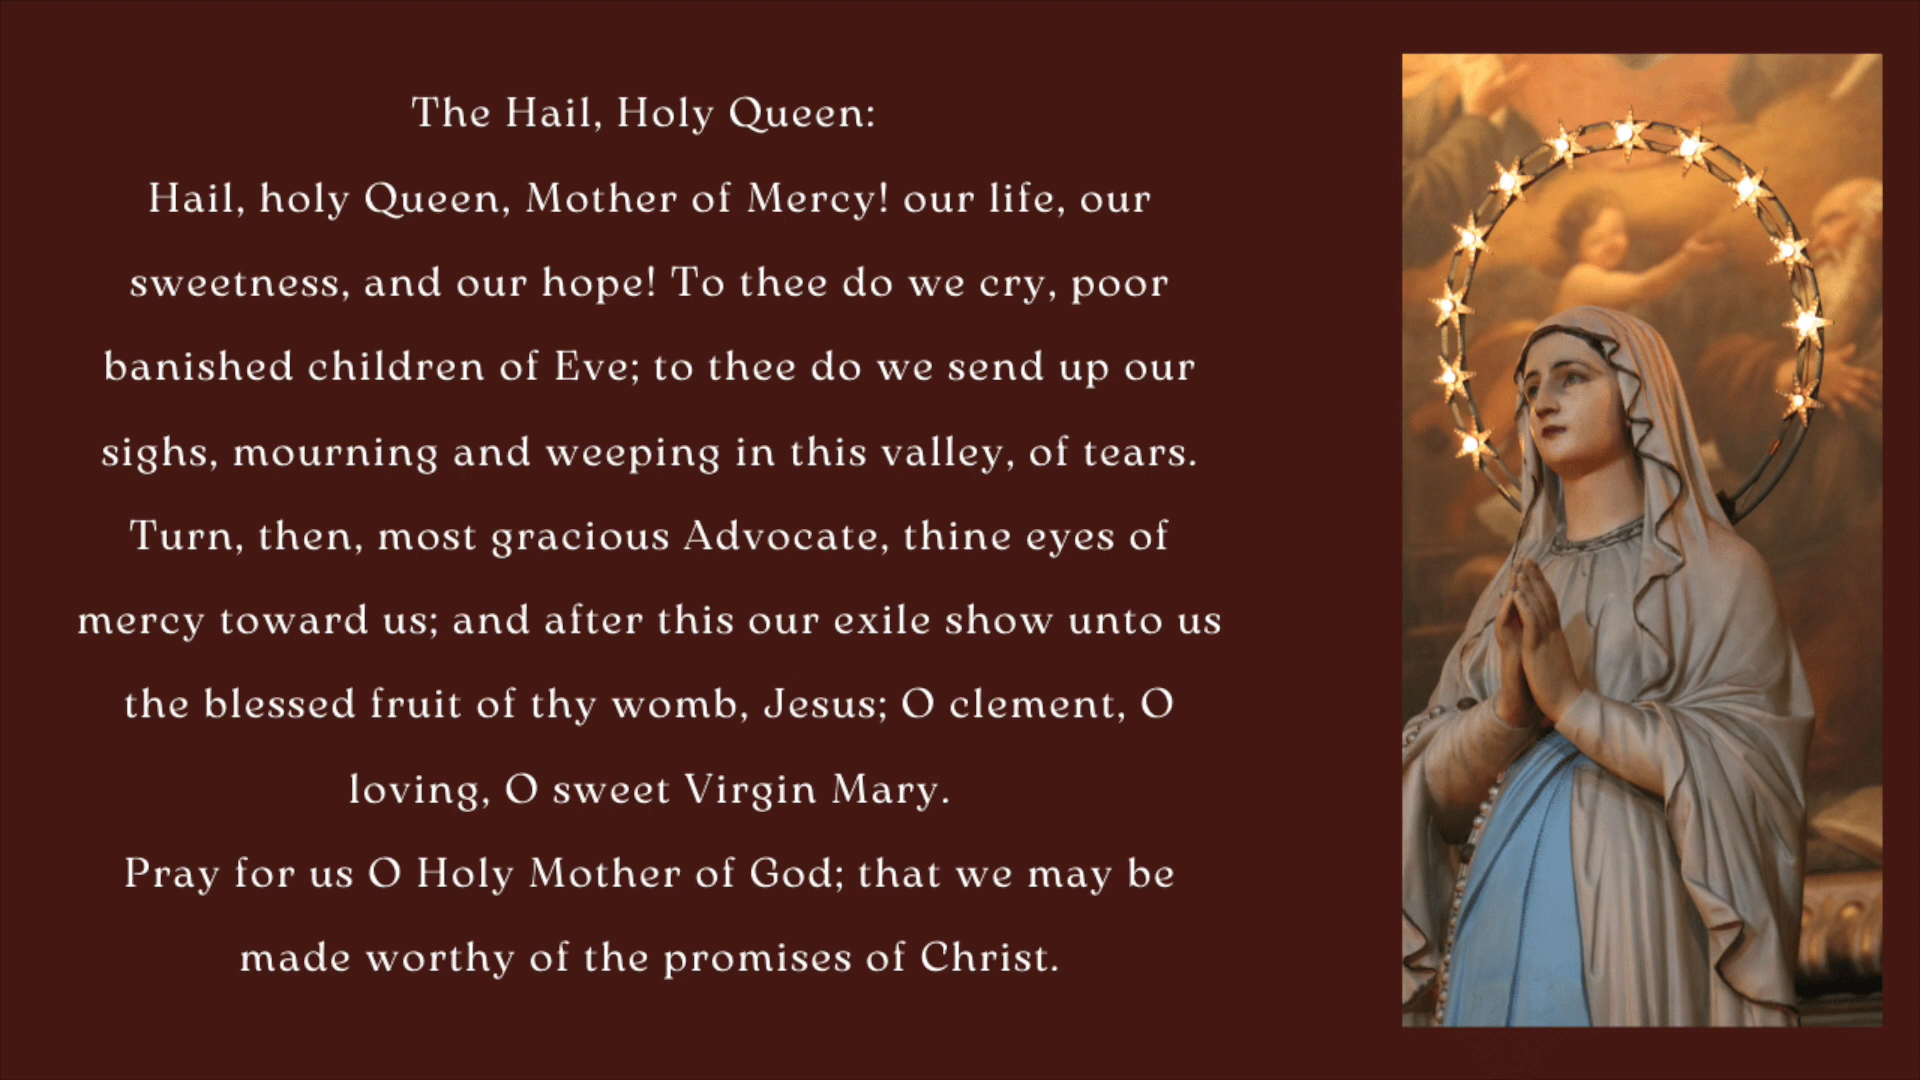 The Hail, Holy Queen:
Hail, holy Queen, Mother of Mercy! our life, our
sweetness, and our hope! To thee do we cry, poor
banished children of Eve; to thee do we send up our
sighs, mourning and weeping in this valley, of tears.
Turn, then, most gracious Advocate, thine eyes of
mercy toward us; and after this our exile show unto us
the blessed fruit of thy womb, Jesus; O clement, O
loving, O sweet Virgin Mary.
Pray for us O Holy Mother of God; that we may be
made worthy of the promises of Christ.